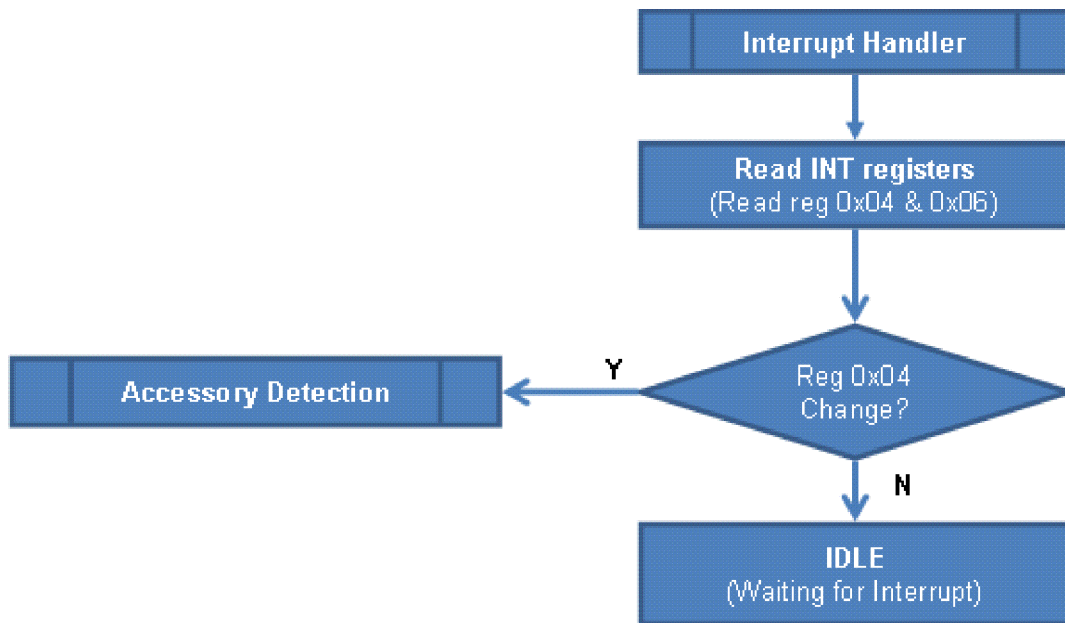 Interrupt Handler
Read INT registers
(Read reg 0x04 & 0x06)
Reg 0x04
Change?
Y
Accessory Detection
N
IDLE
(Waiting for Interrupt)